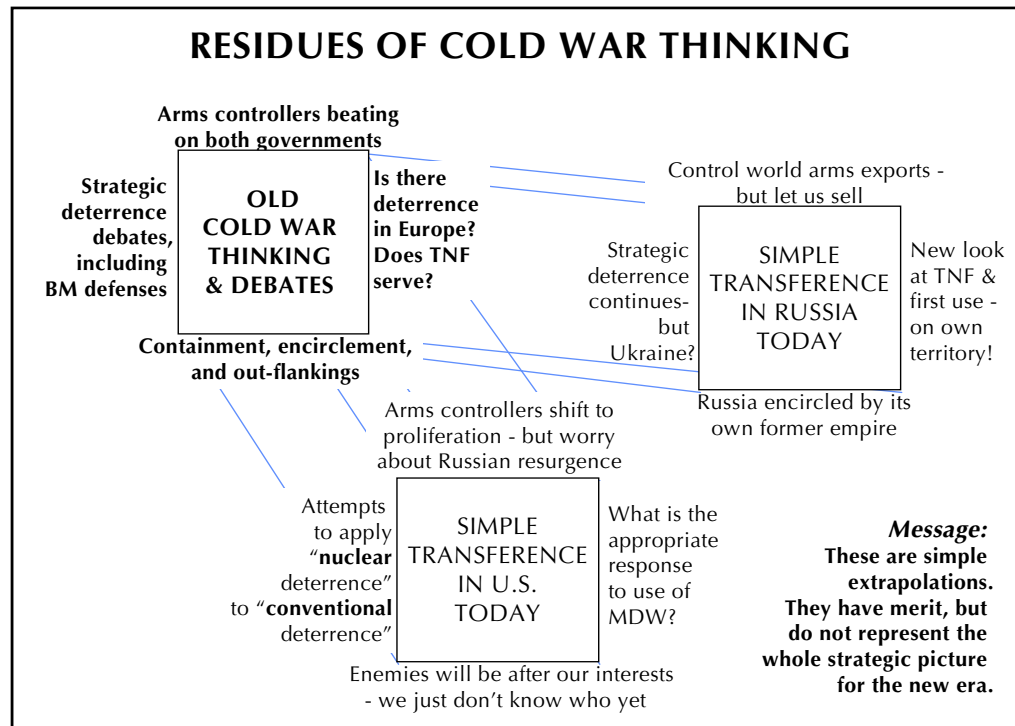 RESIDUES OF COLD WAR THINKING
Arms controllers beating
on both governments
Strategic
deterrence
debates,
including
BM defenses
OLD
COLD WAR
THINKING
& DEBATES
Is there
deterrence
in Europe?
Does TNF
serve?
Containment, encirclement,
and out-flankings
Control world arms exports -
but let us sell
Strategic
deterrence
continues-
but
Ukraine?
SIMPLE
TRANSFERENCE
IN RUSSIA
TODAY
New look
at TNF &
first use -
on own
territory!
Russia encircled by its
own former empire
Arms controllers shift to
proliferation - but worry
about Russian resurgence
Attempts
to apply
“nuclear
deterrence”
to “conventional
deterrence”
SIMPLE
TRANSFERENCE
IN U.S.
TODAY
What is the
appropriate
response
to use of
MDW?
Enemies will be after our interests
- we just don’t know who yet
Message:
These are simple
extrapolations.
They have merit, but
do not represent the
whole strategic picture
for the new era.